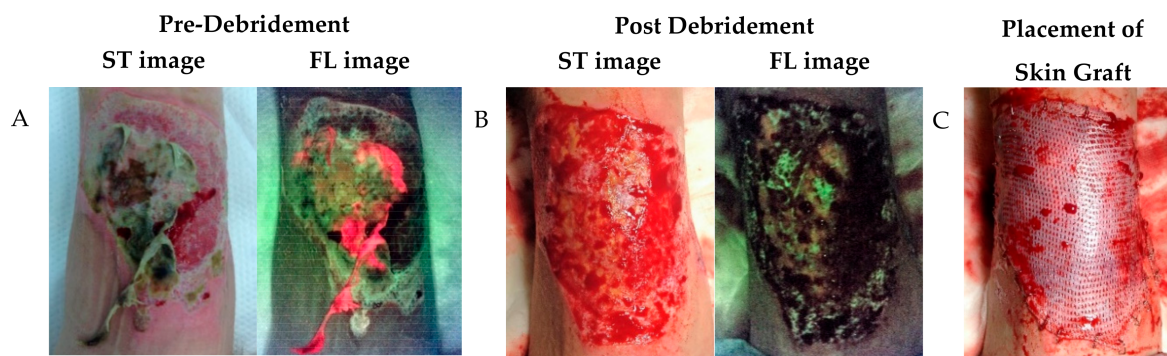 Pre-Debridement
ST image FL image
Post Debridement
ST image FL image
Placement of
Skin Graft
A
B
C